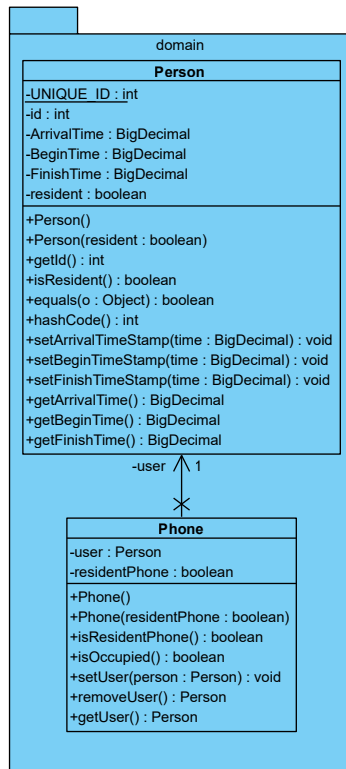 domain
Person
-UNIQUE_ID : int
-id : int
-ArrivalTime : BigDecimal
-BeginTime : BigDecimal
-FinishTime : BigDecimal
-resident : boolean
+Person()
+Person(resident : boolean)
+getId() : int
+isResident() : boolean
+equals(o : Object) : boolean
+hashCode() : int
+setArrivalTimeStamp(time : BigDecimal) : void
+setBeginTimeStamp(time : BigDecimal) : void
+setFinishTimeStamp(time : BigDecimal) : void
+getArrivalTime() : BigDecimal
+getBeginTime() : BigDecimal
+getFinishTime() : BigDecimal
-user 1
Phone
-user : Person
-residentPhone : boolean
+Phone()
+Phone(residentPhone : boolean)
+isResidentPhone() : boolean
+isOccupied() : boolean
+setUser(person : Person) : void
+removeUser() : Person
+getUser() : Person